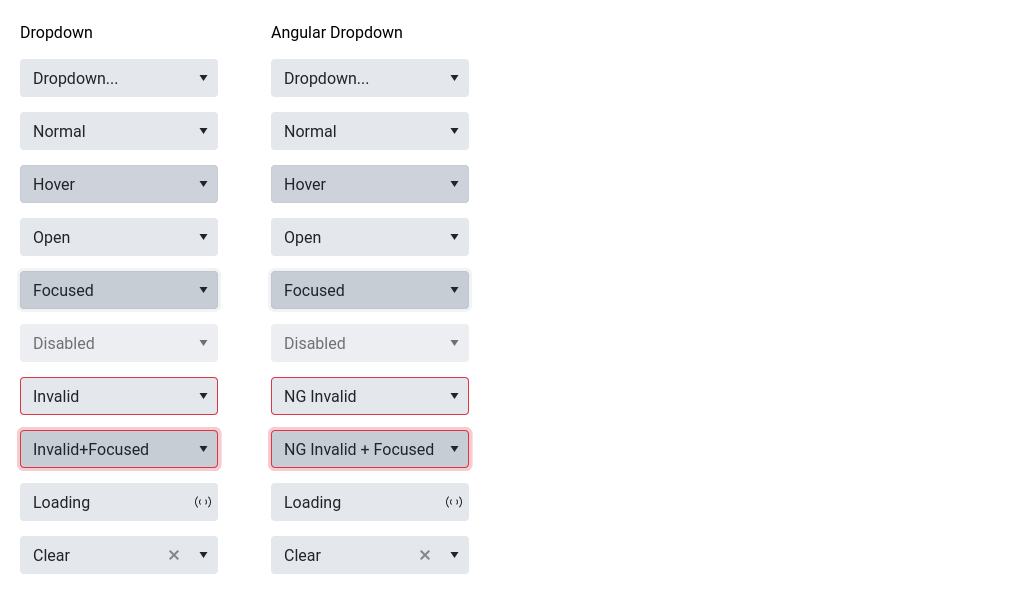 Dropdown
Dropdown...
Normal
Hover
Open
Focused
Disabled
Invalid
Invalid+Focused
Loading
Clear
Angular Dropdown
Dropdown...
Normal
Hover
Open
Focused
Disabled
NG Invalid
NG Invalid + Focused
Loading
Clear